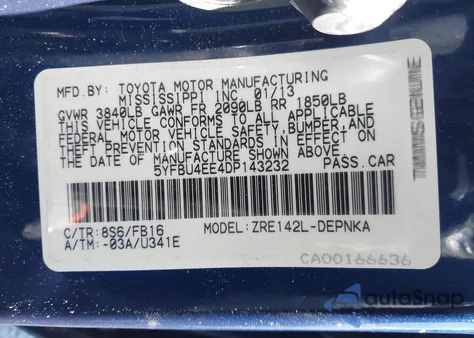 MFD.BY: TOYOTA MOTOR MANUFACTURING
MISSISSIPPI INC. 01/13
GVWR 3840LB GAWR FR 2090LB RR 1850LB
THIS VEHICLE CONFORMS TO ALL APPLICABLE
FEDERAL MOTOR VEHICLE SAFETY,BUMPER,AND
THEFT PREVENTION STANDARDS IN EFFECT ON
THE DATE OF MANUFACTURE SHOWN ABOVE.
5YFBU4EE4DP143232 PASS.CAR
C/TR: 8S6/FB16 MODEL: ZRE142L-DEPNKA
A/TM: -03A/U341E
CA00166636
autoSnap